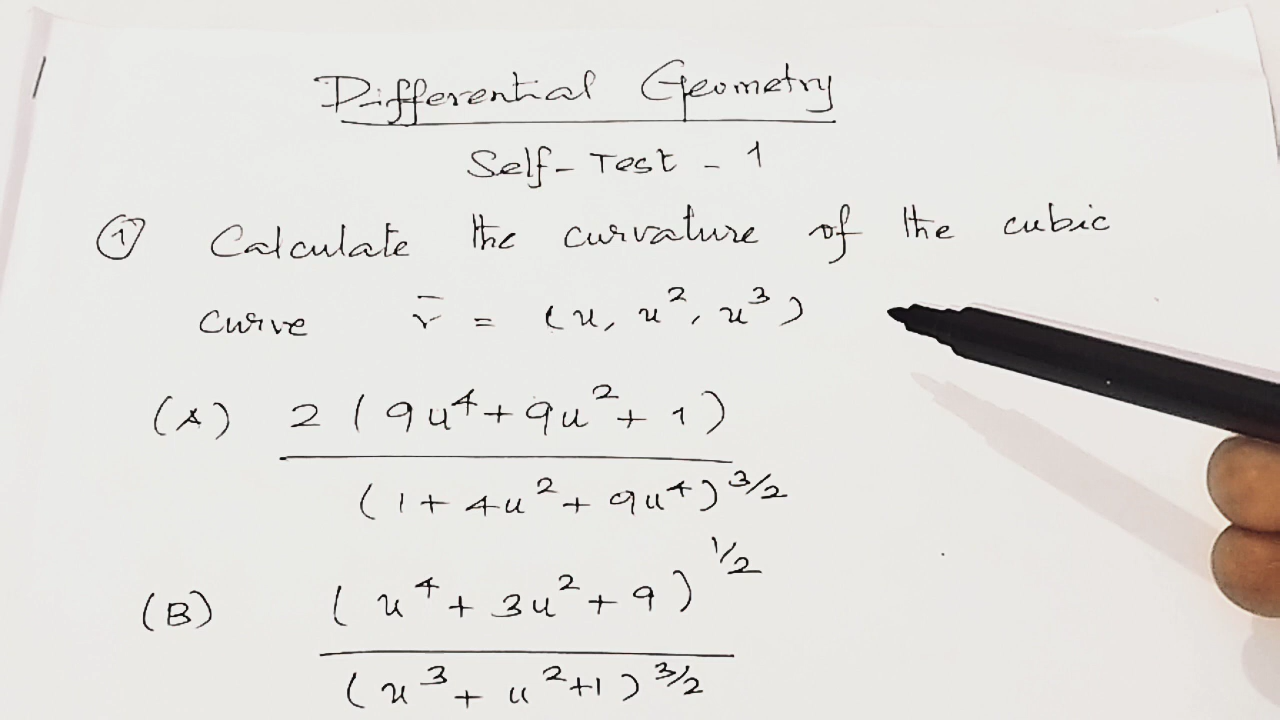 Differential Geometry
Self-Test - 1
① Calculate the curvature of the cubic
curve r̄ = (u, u², u³)
(A) 2 (9u⁴ + 9u² + 1)
(1 + 4u² + 9u⁴)^3/2
(B) (u⁴ + 3u² + 9)^1/2
(u³ + u² + 1)^3/2